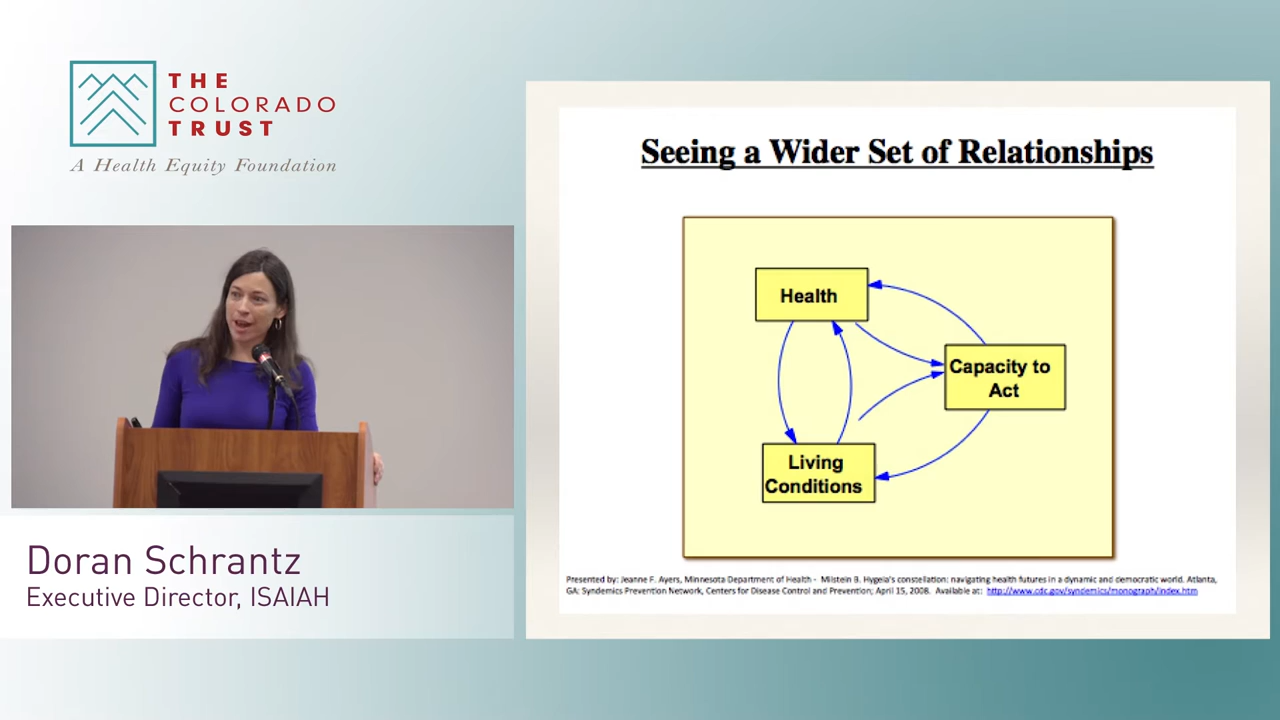 THE
COLORADO
TRUST
A Health Equity Foundation
Doran Schrantz
Executive Director, ISAIAH
Seeing a Wider Set of Relationships
Health
Capacity to
Act
Living
Conditions
Presented by: Jeanne F. Ayers, Minnesota Department of Health - Milstein B. Hygeia's constellation: navigating health futures in a dynamic and democratic world. Atlanta,
GA: Syndemics Prevention Network, Centers for Disease Control and Prevention; April 15, 2008. Available at: http://www.cdc.gov/syndemics/monograph/index.htm